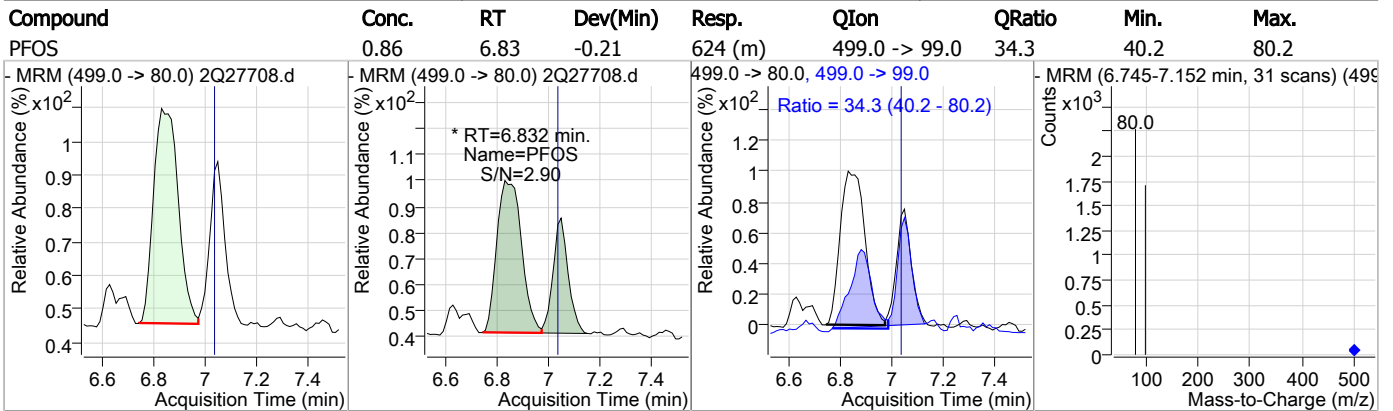 Compound Conc. RT Dev(Min) Resp. QIon QRatio Min. Max.
PFOS 0.86 6.83 -0.21 624 (m) 499.0 -> 99.0 34.3 40.2 80.2
- MRM (499.0 -> 80.0) 2Q27708.d
x10²
Relative Abundance (%)
1
0.9
0.8
0.7
0.6
0.5
0.4
6.6 6.8 7 7.2 7.4
Acquisition Time (min)
- MRM (499.0 -> 80.0) 2Q27708.d
x10²
Relative Abundance (%)
* RT=6.832 min.
Name=PFOS
S/N=2.90
1.1
1
0.9
0.8
0.7
0.6
0.5
0.4
6.6 6.8 7 7.2 7.4
Acquisition Time (min)
499.0 -> 80.0, 499.0 -> 99.0
x10²
Relative Abundance (%)
Ratio = 34.3 (40.2 - 80.2)
1.2
1
0.8
0.6
0.4
0.2
0
6.6 6.8 7 7.2 7.4
Acquisition Time (min)
- MRM (6.745-7.152 min, 31 scans) (499
x10³
Counts
80.0
2
1.75
1.5
1.25
1
0.75
0.5
0.25
0
100 200 300 400 500
Mass-to-Charge (m/z)